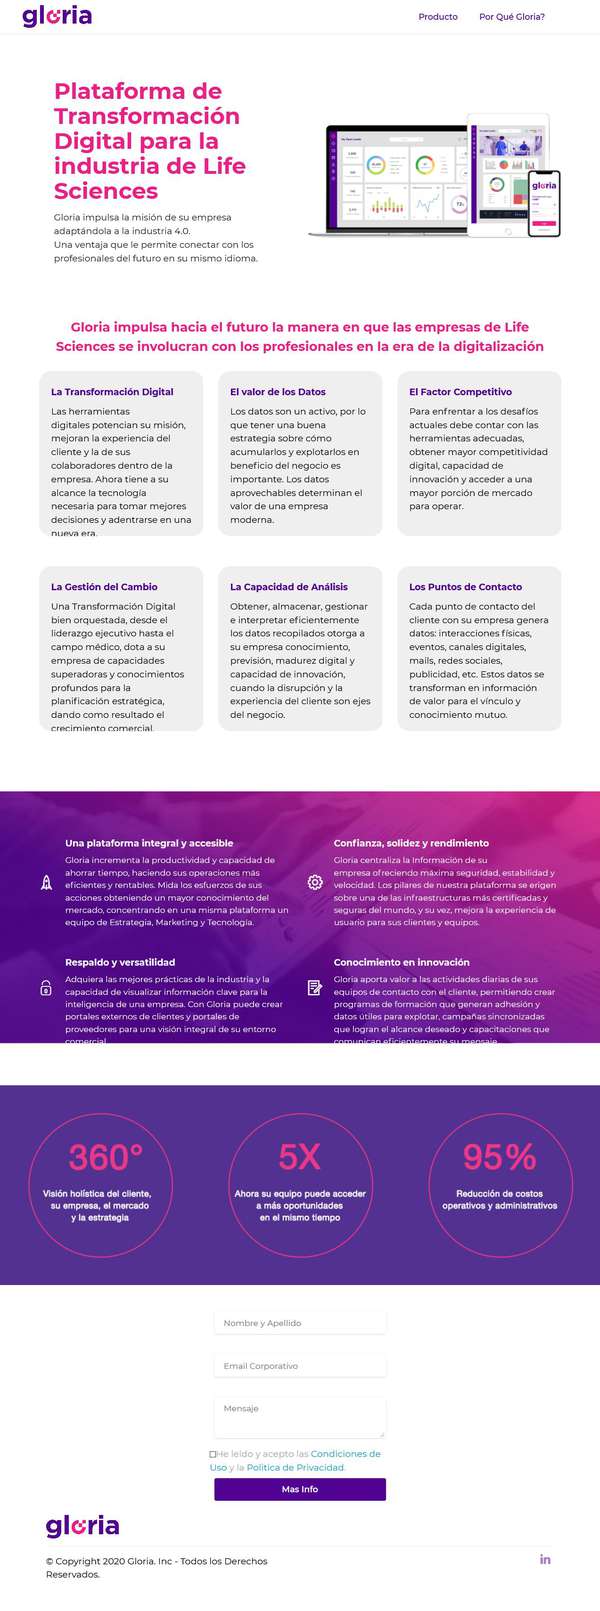 gloria
Producto
Por Qué Gloria?
Plataforma de
Transformación
Digital para la
industria de Life
Sciences
Gloria impulsa la misión de su empresa
adaptándola a la industria 4.0.
Una ventaja que le permite conectar con los
profesionales del futuro en su mismo idioma.
gloria
Gloria impulsa hacia el futuro la manera en que las empresas de Life
Sciences se involucran con los profesionales en la era de la digitalización
La Transformación Digital
Las herramientas
digitales potencian su misión,
mejoran la experiencia del
cliente y la de sus
colaboradores dentro de la
empresa. Ahora tiene a su
alcance la tecnología
necesaria para tomar mejores
decisiones y adentrarse en una
nueva era.
El valor de los Datos
Los datos son un activo, por lo
que tener una buena
estrategia sobre cómo
acumularlos y explotarlos en
beneficio del negocio es
importante. Los datos
aprovechables determinan el
valor de una empresa
moderna.
El Factor Competitivo
Para enfrentar a los desafíos
actuales debe contar con las
herramientas adecuadas,
obtener mayor competitividad
digital, capacidad de
innovación y acceder a una
mayor porción de mercado
para operar.
La Gestión del Cambio
Una Transformación Digital
bien orquestada, desde el
liderazgo ejecutivo hasta el
campo médico, dota a su
empresa de capacidades
superadoras y conocimientos
profundos para la
planificación estratégica,
dando como resultado el
crecimiento comercial.
La Capacidad de Análisis
Obtener, almacenar, gestionar
e interpretar eficientemente
los datos recopilados otorga a
su empresa conocimiento,
previsión, madurez digital y
capacidad de innovación,
cuando la disrupción y la
experiencia del cliente son ejes
del negocio.
Los Puntos de Contacto
Cada punto de contacto del
cliente con su empresa genera
datos: interacciones físicas,
eventos, canales digitales,
mails, redes sociales,
publicidad, etc. Estos datos se
transforman en información
de valor para el vínculo y
conocimiento mutuo.
Una plataforma integral y accesible
Gloria incrementa la productividad y capacidad de
ahorrar tiempo, haciendo sus operaciones más
eficientes y rentables. Mida los esfuerzos de sus
acciones obteniendo un mayor conocimiento del
mercado, concentrando en una misma plataforma un
equipo de Estrategia, Marketing y Tecnología.
Confianza, solidez y rendimiento
Gloria centraliza la Información de su
empresa ofreciendo máxima seguridad, estabilidad y
velocidad. Los pilares de nuestra plataforma se erigen
sobre una de las infraestructuras más certificadas y
seguras del mundo, y su vez, mejora la experiencia de
usuario para sus clientes y equipos.
Respaldo y versatilidad
Adquiera las mejores prácticas de la industria y la
capacidad de visualizar información clave para la
inteligencia de una empresa. Con Gloria puede crear
portales externos de clientes y portales de
proveedores para una visión integral de su entorno
comercial.
Conocimiento en innovación
Gloria aporta valor a las actividades diarias de sus
equipos de contacto con el cliente, permitiendo crear
programas de formación que generan adhesión y
datos útiles para explotar, campañas sincronizadas
que logran el alcance deseado y capacitaciones que
comunican eficientemente su mensaje.
360°
Visión holística del cliente,
su empresa, el mercado
y la estrategia
5X
Ahora su equipo puede acceder
a más oportunidades
en el mismo tiempo
95%
Reducción de costos
operativos y administrativos
Nombre y Apellido
Email Corporativo
Mensaje
He leído y acepto las Condiciones de
Uso y la Política de Privacidad.
Mas Info
gloria
© Copyright 2020 Gloria. Inc - Todos los Derechos
Reservados.
in